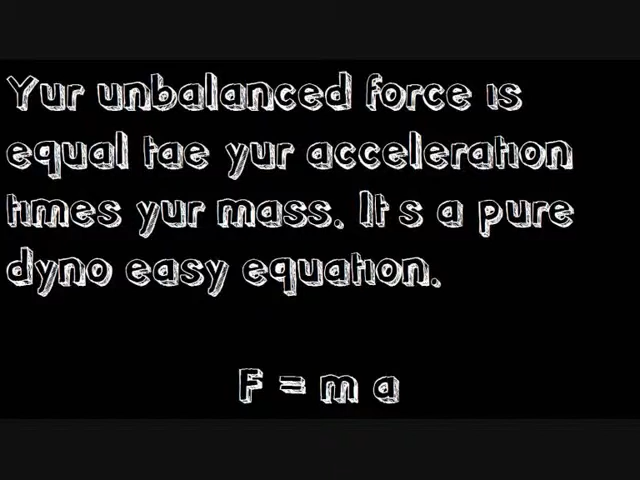 Yur unbalanced force is
equal tae yur acceleration
times yur mass. It s a pure
dyno easy equation.
F = m a